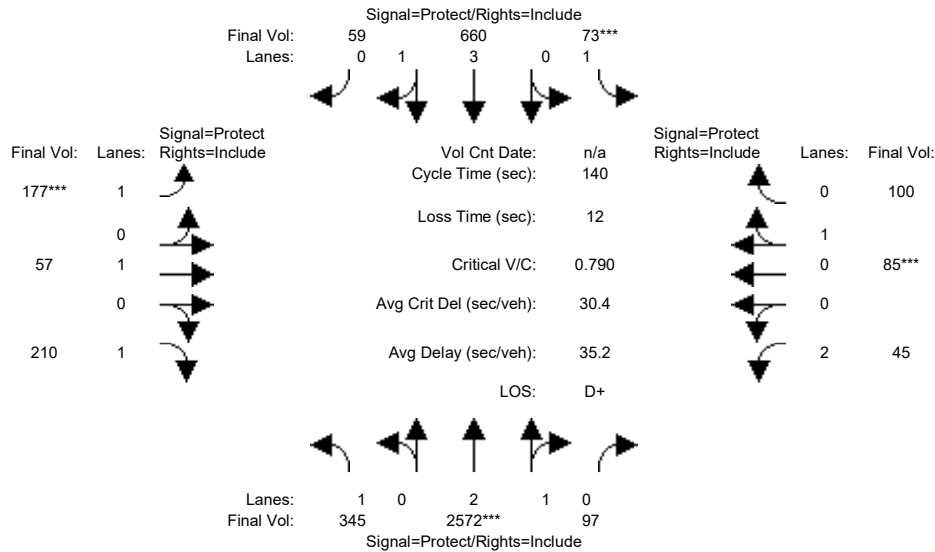 Signal=Protect/Rights=Include
Final Vol: 59 660 73***
Lanes: 0 1 3 0 1
Signal=Protect Signal=Protect
Final Vol: Lanes: Rights=Include Vol Cnt Date: n/a Rights=Include Lanes: Final Vol:
Cycle Time (sec): 140
177*** 1 0 100
Loss Time (sec): 12
0 1
57 1 Critical V/C: 0.790 0 85***
0 Avg Crit Del (sec/veh): 30.4 0
210 1 Avg Delay (sec/veh): 35.2 2 45
LOS: D+
Lanes: 1 0 2 1 0
Final Vol: 345 2572*** 97
Signal=Protect/Rights=Include